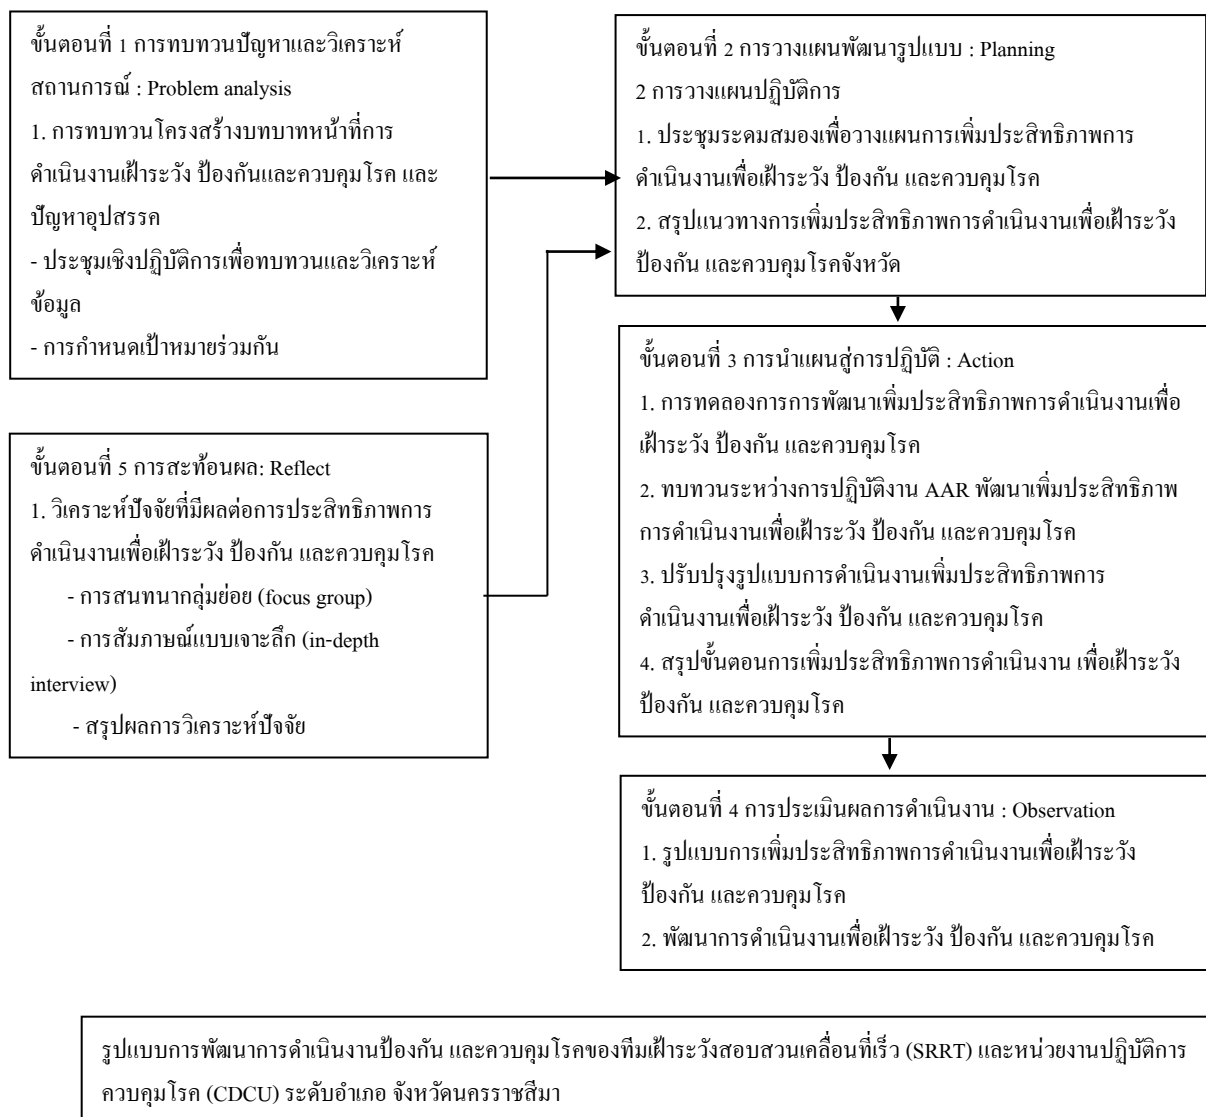 ขั้นตอนที่ 1 การทบทวนปัญหาและวิเคราะห์
สถานการณ์ : Problem analysis
1. การทบทวนโครงสร้างบทบาทหน้าที่การ
ดำเนินงานเฝ้าระวัง ป้องกันและควบคุมโรค และ
ปัญหาอุปสรรค
- ประชุมเชิงปฏิบัติการเพื่อทบทวนและวิเคราะห์
ข้อมูล
- การกำหนดเป้าหมายร่วมกัน
ขั้นตอนที่ 2 การวางแผนพัฒนารูปแบบ : Planning
2 การวางแผนปฏิบัติการ
1. ประชุมระดมสมองเพื่อวางแผนการเพิ่มประสิทธิภาพการ
ดำเนินงานเพื่อเฝ้าระวัง ป้องกัน และควบคุมโรค
2. สรุปแนวทางการเพิ่มประสิทธิภาพการดำเนินงานเพื่อเฝ้าระวัง
ป้องกัน และควบคุมโรคจังหวัด
ขั้นตอนที่ 3 การนำแผนสู่การปฏิบัติ : Action
1. การทดลองการการพัฒนาเพิ่มประสิทธิภาพการดำเนินงานเพื่อ
เฝ้าระวัง ป้องกัน และควบคุมโรค
2. ทบทวนระหว่างการปฏิบัติงาน AAR พัฒนาเพิ่มประสิทธิภาพ
การดำเนินงานเพื่อเฝ้าระวัง ป้องกัน และควบคุมโรค
3. ปรับปรุงรูปแบบการดำเนินงานเพิ่มประสิทธิภาพการ
ดำเนินงานเพื่อเฝ้าระวัง ป้องกัน และควบคุมโรค
4. สรุปขั้นตอนการเพิ่มประสิทธิภาพการดำเนินงาน เพื่อเฝ้าระวัง
ป้องกัน และควบคุมโรค
ขั้นตอนที่ 4 การประเมินผลการดำเนินงาน : Observation
1. รูปแบบการเพิ่มประสิทธิภาพการดำเนินงานเพื่อเฝ้าระวัง
ป้องกัน และควบคุมโรค
2. พัฒนาการดำเนินงานเพื่อเฝ้าระวัง ป้องกัน และควบคุมโรค
ขั้นตอนที่ 5 การสะท้อนผล: Reflect
1. วิเคราะห์ปัจจัยที่มีผลต่อการประสิทธิภาพการ
ดำเนินงานเพื่อเฝ้าระวัง ป้องกัน และควบคุมโรค
- การสนทนากลุ่มย่อย (focus group)
- การสัมภาษณ์แบบเจาะลึก (in-depth
interview)
- สรุปผลการวิเคราะห์ปัจจัย
รูปแบบการพัฒนาการดำเนินงานป้องกัน และควบคุมโรคของทีมเฝ้าระวังสอบสวนเคลื่อนที่เร็ว (SRRT) และหน่วยงานปฏิบัติการ
ควบคุมโรค (CDCU) ระดับอำเภอ จังหวัดนครราชสีมา